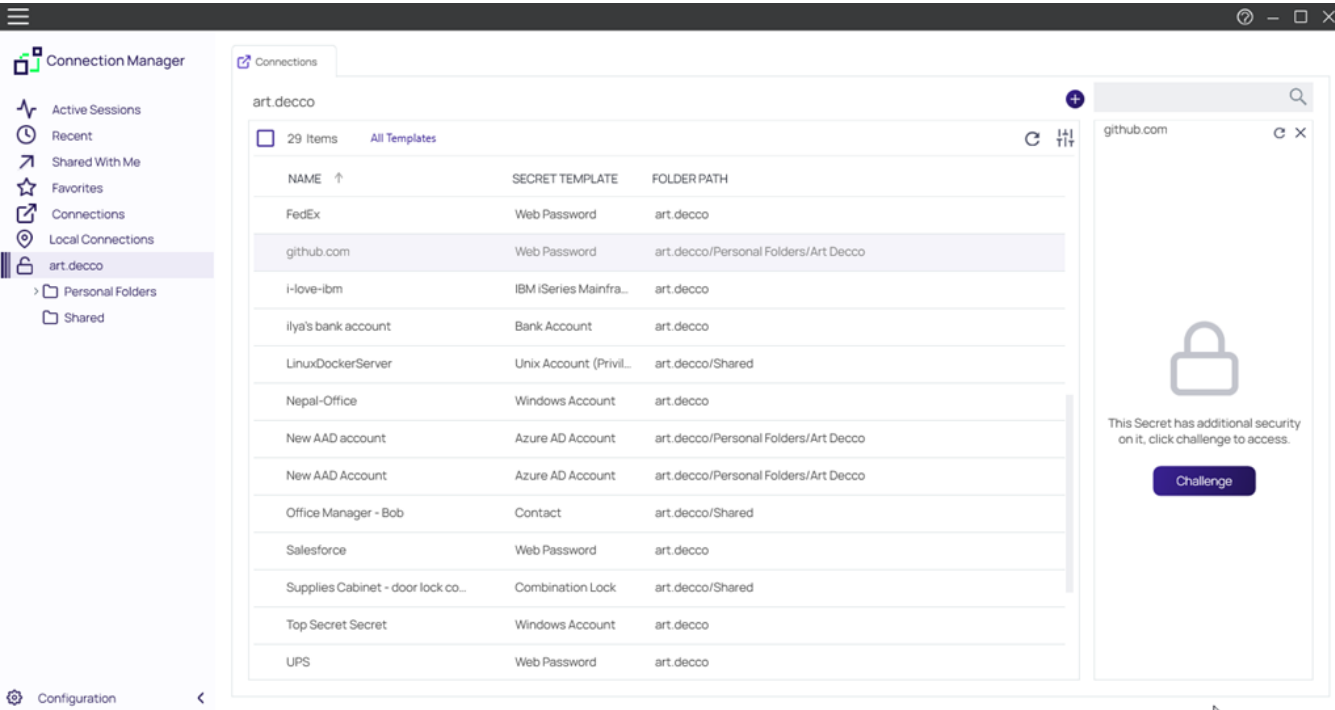 Connection Manager
Active Sessions
Recent
Shared With Me
Favorites
Connections
Local Connections
art.decco
Personal Folders
Shared
Configuration
Connections
art.decco
29 Items All Templates
NAME SECRET TEMPLATE FOLDER PATH
FedEx Web Password art.decco
github.com Web Password art.decco/Personal Folders/Art Decco
i-love-ibm IBM iSeries Mainfra... art.decco
ilya's bank account Bank Account art.decco
LinuxDockerServer Unix Account (Privil... art.decco/Shared
Nepal-Office Windows Account art.decco
New AAD account Azure AD Account art.decco/Personal Folders/Art Decco
New AAD Account Azure AD Account art.decco/Personal Folders/Art Decco
Office Manager - Bob Contact art.decco/Shared
Salesforce Web Password art.decco
Supplies Cabinet - door lock co... Combination Lock art.decco/Shared
Top Secret Secret Windows Account art.decco
UPS Web Password art.decco
github.com
This Secret has additional security
on it, click challenge to access.
Challenge